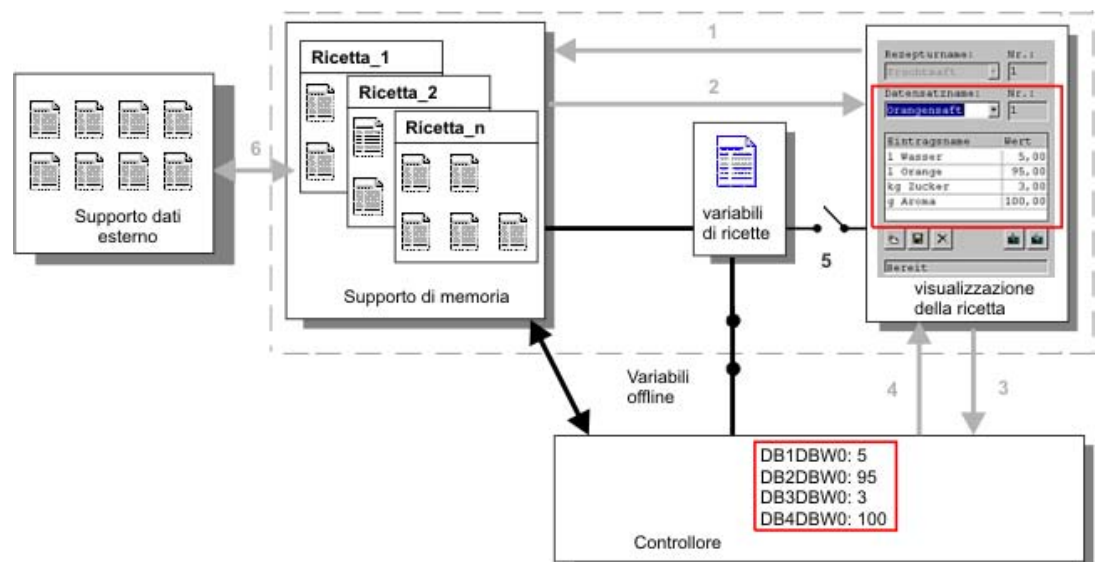 Supporto dati
esterno
6
Ricetta_1
Ricetta_2
Ricetta_n
Supporto di memoria
1
2
variabili
di ricette
5
Rezepturname: Nr.:
Fruchtsaft 1
Datensatzname: Nr.:
Orangensaft 1
Eintragsname Wert
l Wasser 5,00
l Orange 95,00
kg Zucker 3,00
g Aroma 100,00
Bereit
visualizzazione
della ricetta
Variabili
offline
4
3
DB1DBW0: 5
DB2DBW0: 95
DB3DBW0: 3
DB4DBW0: 100
Controllore